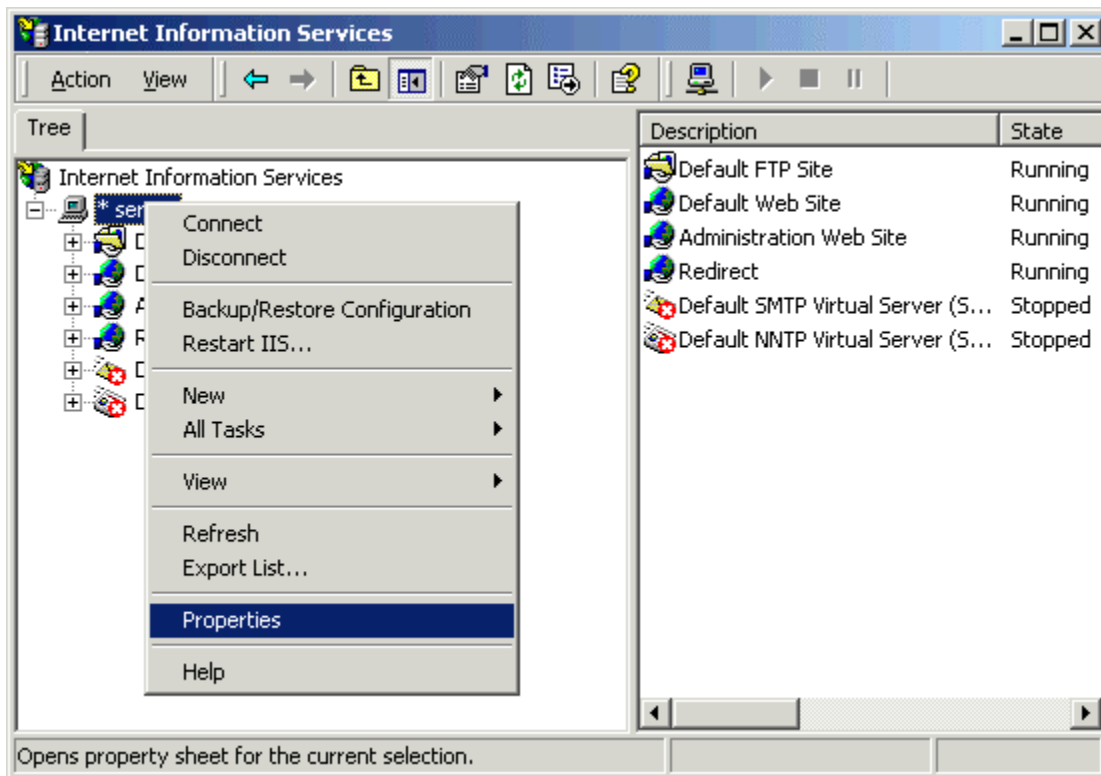 Internet Information Services
Action View
Tree
Description State
Internet Information Services
* ser
Connect
Disconnect
Backup/Restore Configuration
Restart IIS...
New
All Tasks
View
Refresh
Export List...
Properties
Help
Default FTP Site Running
Default Web Site Running
Administration Web Site Running
Redirect Running
Default SMTP Virtual Server (S... Stopped
Default NNTP Virtual Server (S... Stopped
Opens property sheet for the current selection.